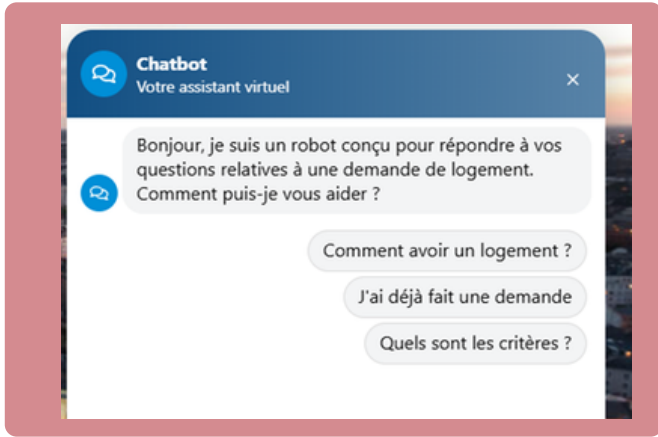 Chatbot
Votre assistant virtuel
Bonjour, je suis un robot conçu pour répondre à vos
questions relatives à une demande de logement.
Comment puis-je vous aider ?
Comment avoir un logement ?
J'ai déjà fait une demande
Quels sont les critères ?